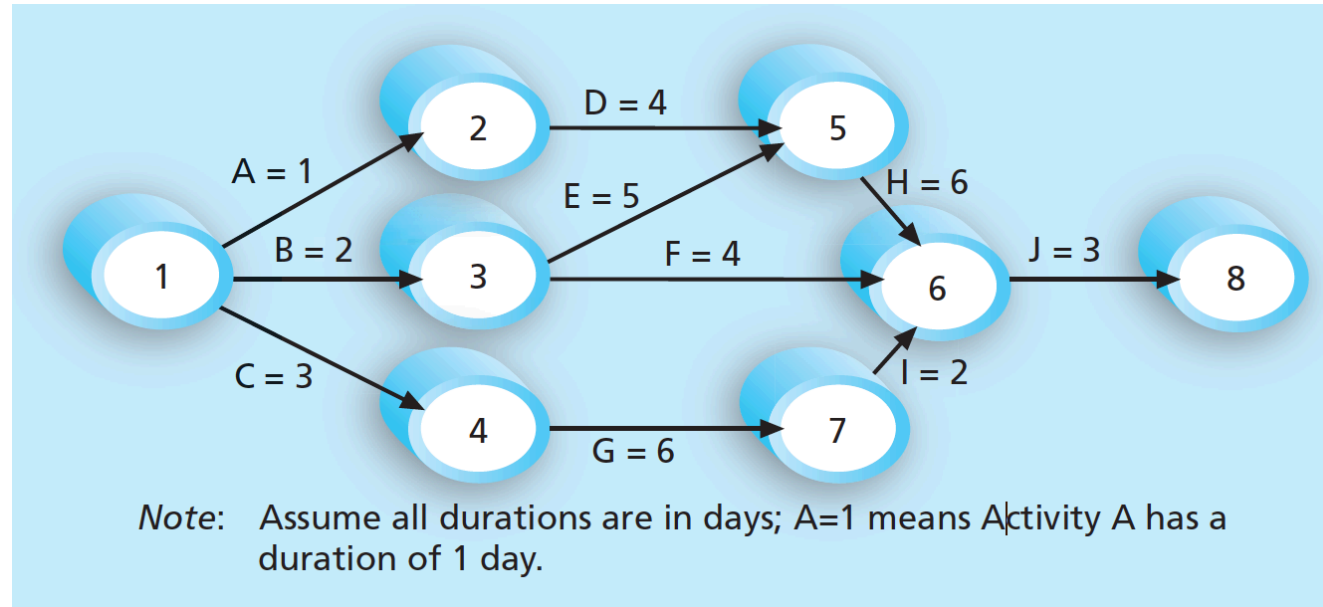 2
D = 4
5
A = 1
E = 5
H = 6
1
B = 2
3
F = 4
6
J = 3
8
C = 3
4
G = 6
7
I = 2
Note: Assume all durations are in days; A=1 means Activity A has a
duration of 1 day.